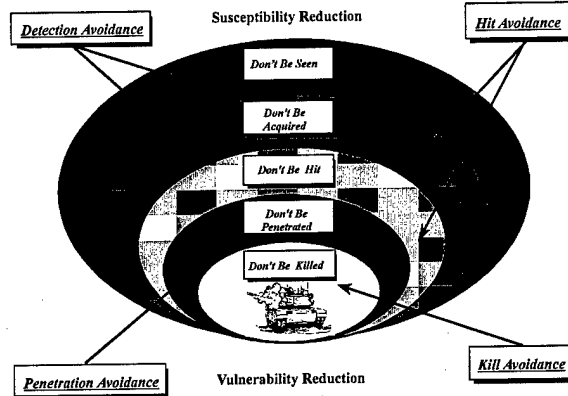 Susceptibility Reduction
Detection Avoidance
Hit Avoidance
Don't Be Seen
Don't Be
Acquired
Don't Be Hit
Don't Be
Penetrated
Don't Be Killed
Penetration Avoidance
Vulnerability Reduction
Kill Avoidance